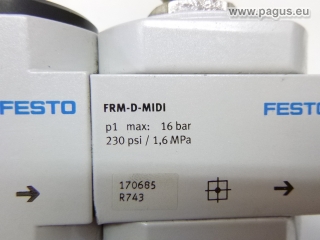 © www.pagus.eu
FESTO
FRM-D-MIDI
FESTO
p1 max: 16 bar
230 psi / 1,6 MPa
170685
R743